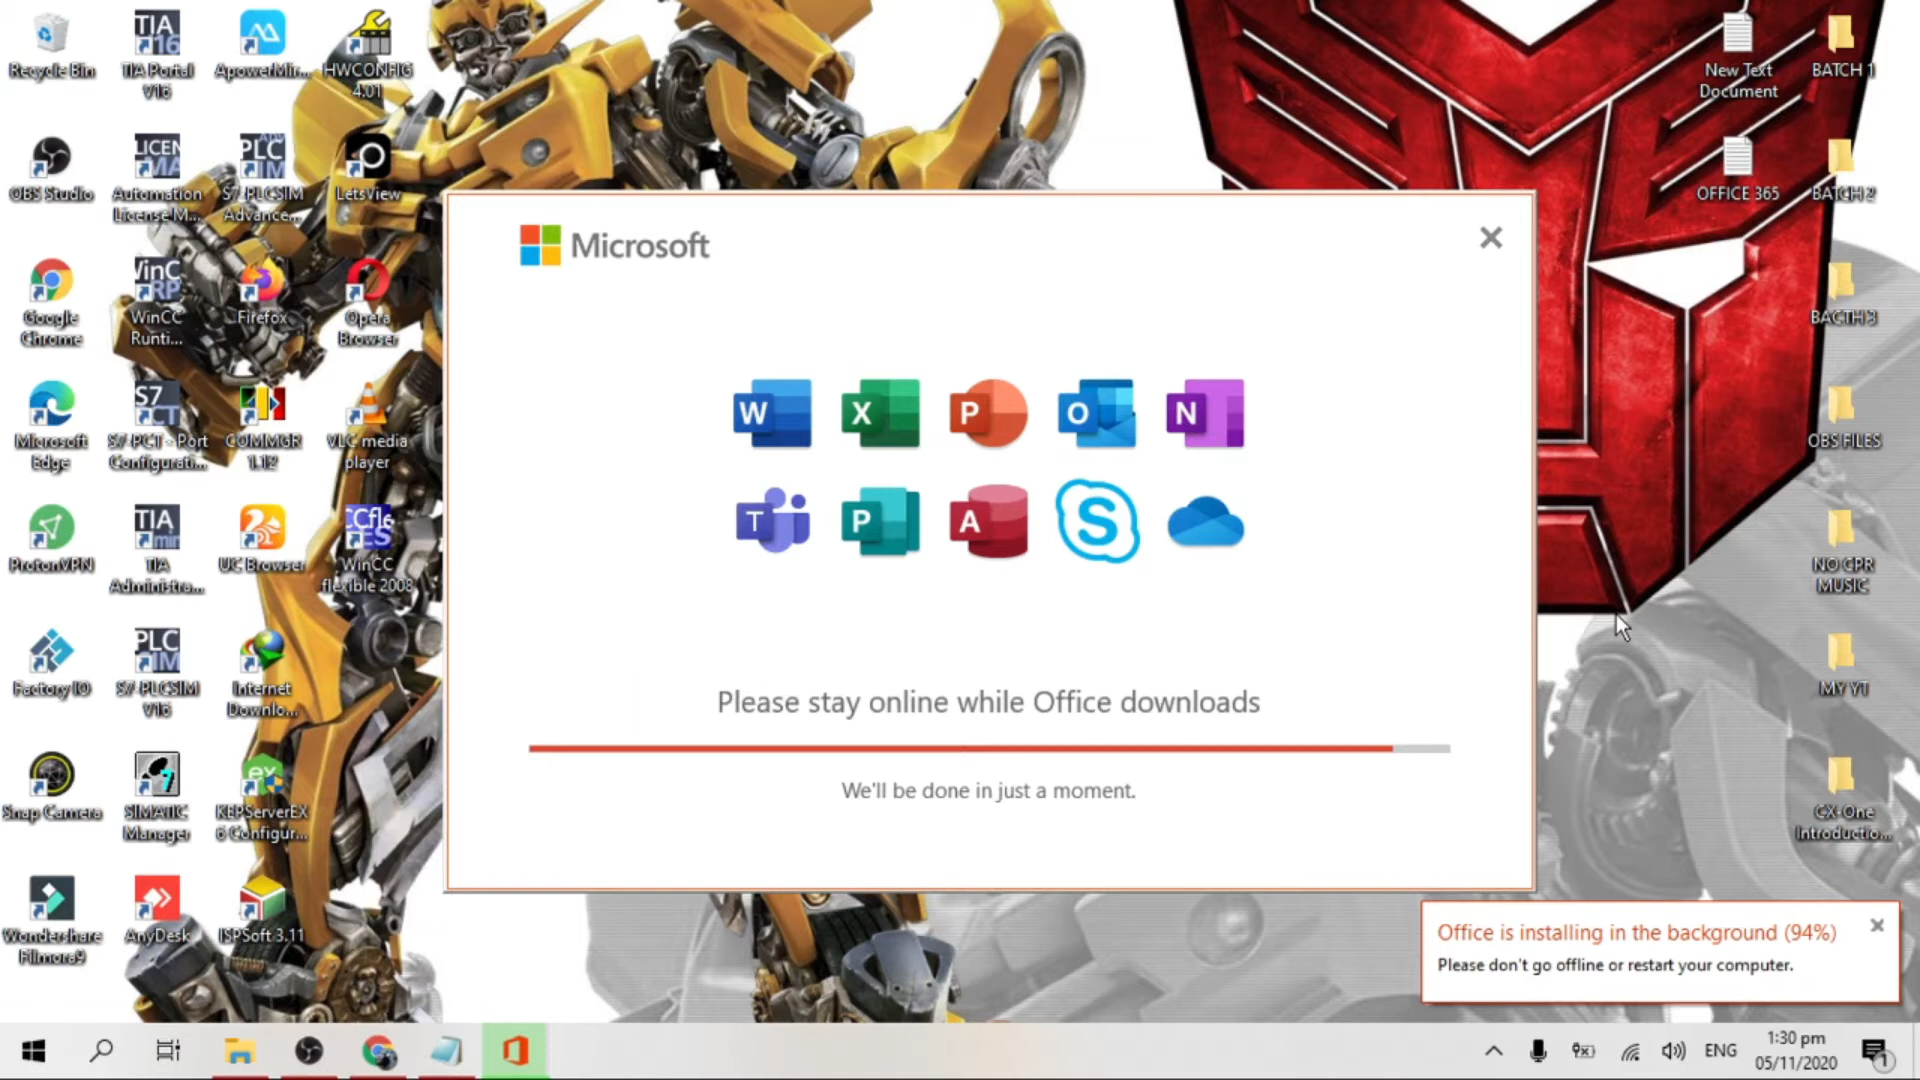 Recycle Bin
TIA Portal
V16
ApowerMir...
HWCONFIG
4.01
OBS Studio
Automation
License M...
S7-PLCSIM
Advance...
LetsView
Google
Chrome
WinCC
Runti...
Firefox
Opera
Browser
Microsoft
Edge
S7-PCT - Port
Configurati...
COMMGR
1.12
VLC media
player
ProtonVPN
TIA
Administra...
UC Browser
WinCC
flexible 2008
Factory IO
S7-PLCSIM
V16
Internet
Downlo...
Snap Camera
SIMATIC
Manager
KEPServerEX
6 Configur...
Wondershare
Filmora9
AnyDesk
ISPSoft 3.11
New Text
Document
BATCH 1
OFFICE 365
BATCH 2
BACTH 3
OBS FILES
NO CPR
MUSIC
MY YT
CX-One
Introductio...
Microsoft
W X P O N
T P A S
Please stay online while Office downloads
We'll be done in just a moment.
Office is installing in the background (94%)
Please don't go offline or restart your computer.
ENG
1:30 pm
05/11/2020
1